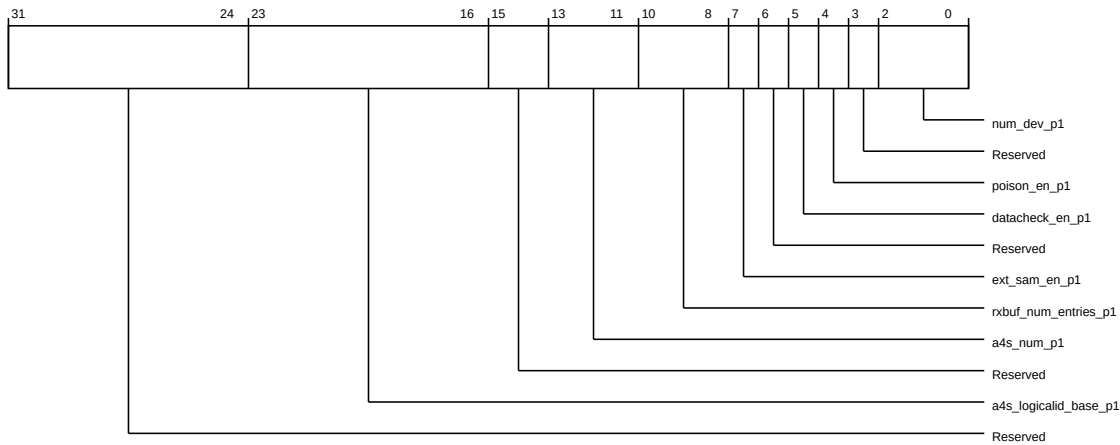 31 24 23 16 15 13 11 10 8 7 6 5 4 3 2 0
num_dev_p1
Reserved
poison_en_p1
datacheck_en_p1
Reserved
ext_sam_en_p1
rxbuf_num_entries_p1
a4s_num_p1
Reserved
a4s_logicalid_base_p1
Reserved